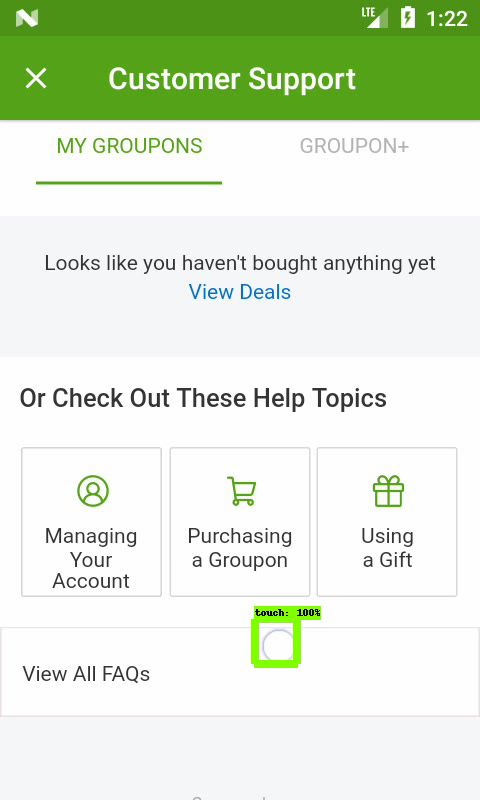 LTE 1:22
Customer Support
MY GROUPONS GROUPON+
Looks like you haven't bought anything yet
View Deals
Or Check Out These Help Topics
Managing Your Account
Purchasing a Groupon
Using a Gift
touch: 100%
View All FAQs